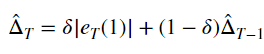 Δ̂_T = δ|e_T(1)| + (1 − δ)Δ̂_{T−1}